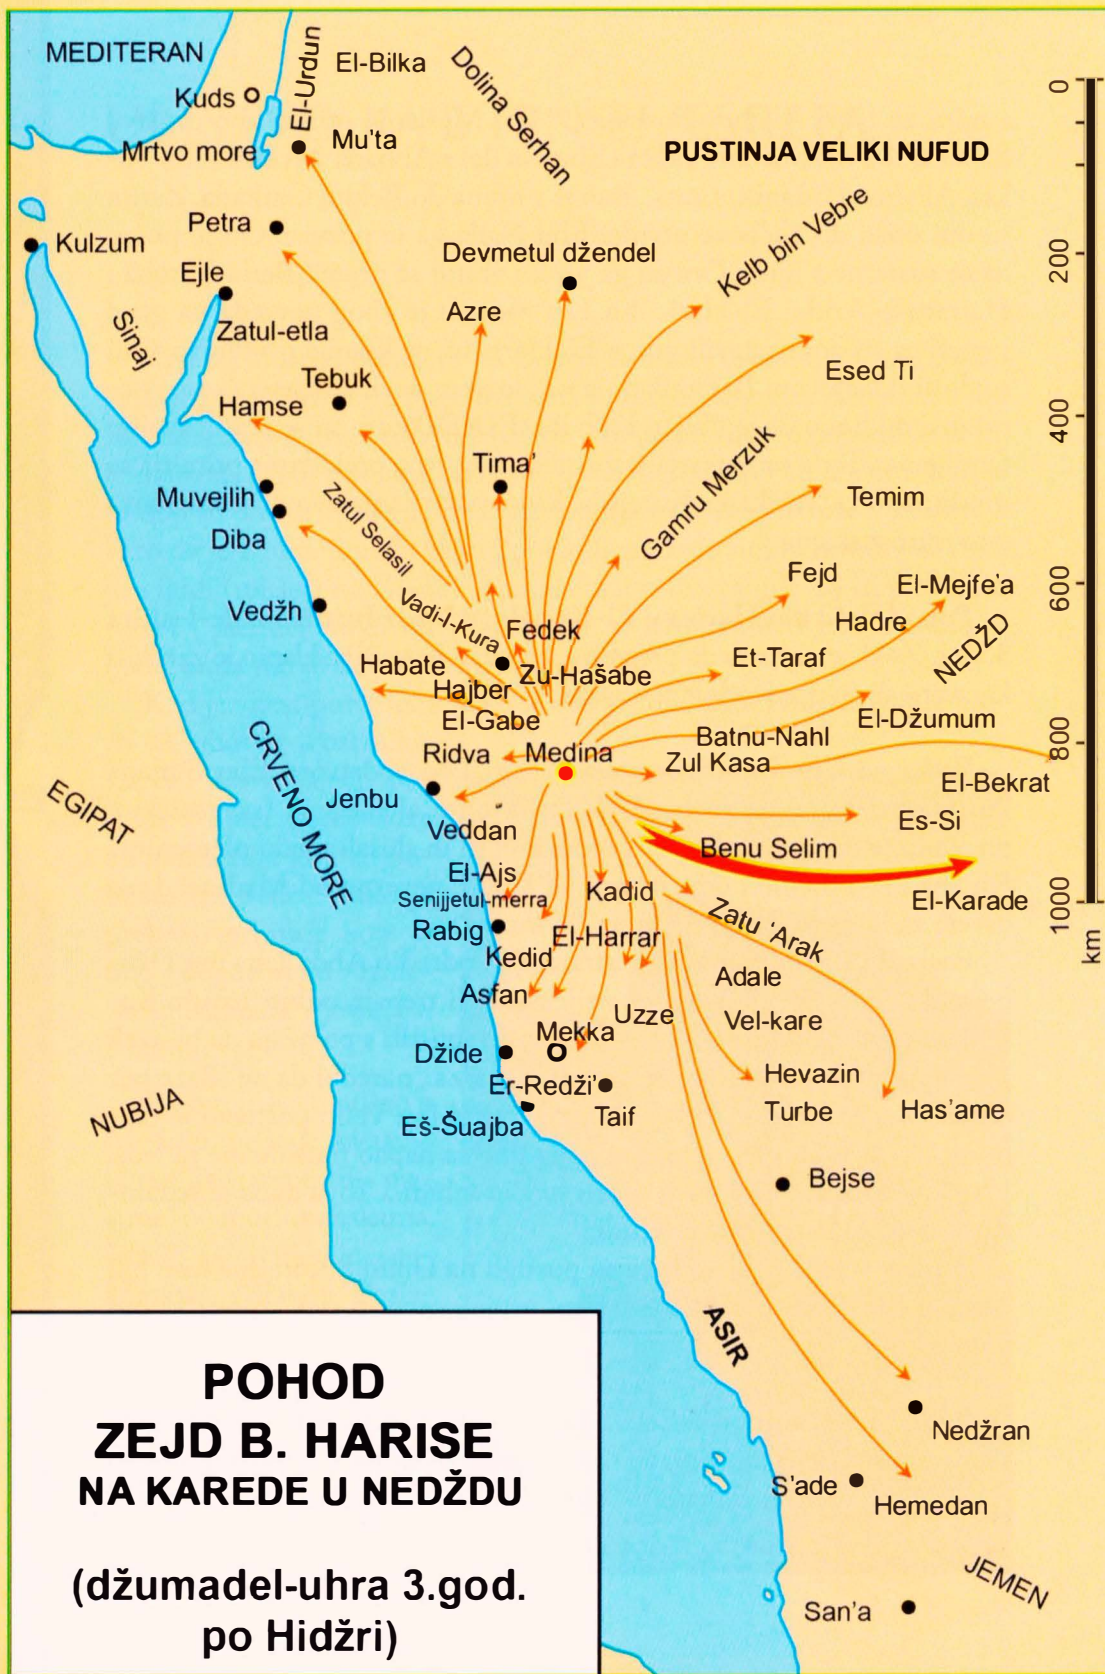 MEDITERAN
El-Urdun
El-Bilka
Dolina Serhan
0
Kuds
Mrtvo more
Mu'ta
PUSTINJA VELIKI NUFUD
Petra
Kulzum
Devmetul džendel
Kelb bin Vebre
200
Ejle
Azre
Sinaj
Zatul-etla
Tebuk
Esed Ti
Hamse
400
Tima'
Gamru Merzuk
Muvejlih
Zatul Selasil
Temim
Diba
Fejd
El-Mejfe'a
600
Vedžh
Vadi-l-Kura
Fedek
Hadre
NEDŽD
Habate
Hajber
Zu-Hašabe
Et-Taraf
El-Gabe
El-Džumum
CRVENO MORE
Ridva
Medina
Batnu-Nahl
800
Zul Kasa
El-Bekrat
EGIPAT
Jenbu
Veddan
Es-Si
Benu Selim
El-Ajs
Kadid
El-Karade
Senijjetul-merra
1000
Rabig
El-Harrar
Zatu 'Arak
km
Kedid
Adale
Asfan
Uzze
Vel-kare
Mekka
Džide
Er-Redži'
Hevazin
NUBIJA
Taif
Turbe
Has'ame
Eš-Šuajba
Bejse
ASIR
POHOD
ZEJD B. HARISE
NA KAREDE U NEDŽDU
(džumadel-uhra 3.god.
po Hidžri)
Nedžran
S'ade
Hemedan
JEMEN
San'a